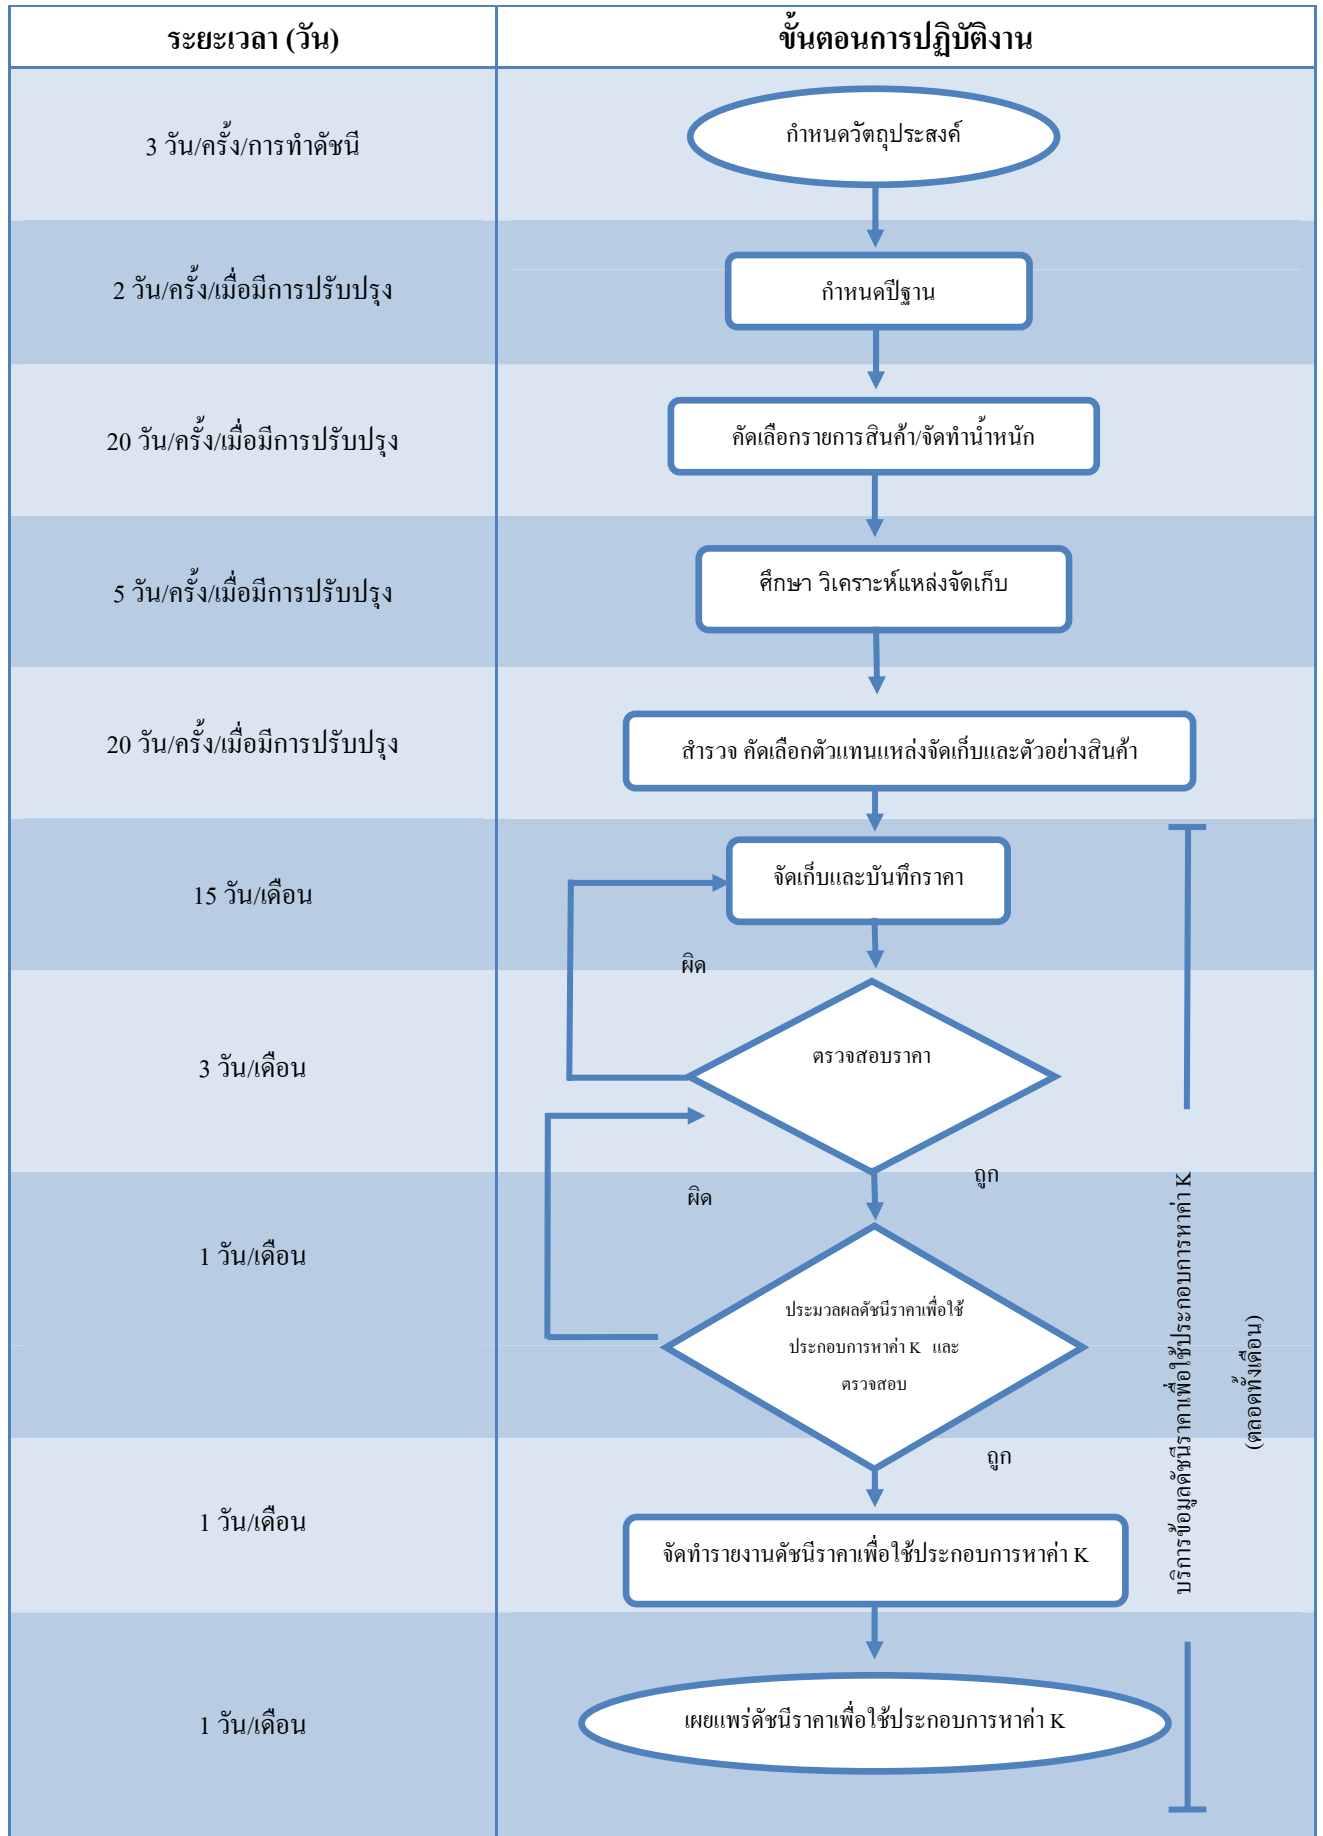 ระยะเวลา (วัน)
ขั้นตอนการปฏิบัติงาน
3 วัน/ครั้ง/การทำดัชนี
กำหนดวัตถุประสงค์
2 วัน/ครั้ง/เมื่อมีการปรับปรุง
กำหนดปีฐาน
20 วัน/ครั้ง/เมื่อมีการปรับปรุง
คัดเลือกรายการสินค้า/จัดทำน้ำหนัก
5 วัน/ครั้ง/เมื่อมีการปรับปรุง
ศึกษา วิเคราะห์แหล่งจัดเก็บ
20 วัน/ครั้ง/เมื่อมีการปรับปรุง
สำรวจ คัดเลือกตัวแทนแหล่งจัดเก็บและตัวอย่างสินค้า
15 วัน/เดือน
จัดเก็บและบันทึกราคา
ผิด
3 วัน/เดือน
ตรวจสอบราคา
ถูก
ผิด
1 วัน/เดือน
ประมวลผลดัชนีราคาเพื่อใช้
ประกอบการหาค่า K และ
ตรวจสอบ
ถูก
1 วัน/เดือน
จัดทำรายงานดัชนีราคาเพื่อใช้ประกอบการหาค่า K
1 วัน/เดือน
เผยแพร่ดัชนีราคาเพื่อใช้ประกอบการหาค่า K
บริการข้อมูลดัชนีราคาเพื่อใช้ประกอบการหาค่า K
(ตลอดทั้งเดือน)